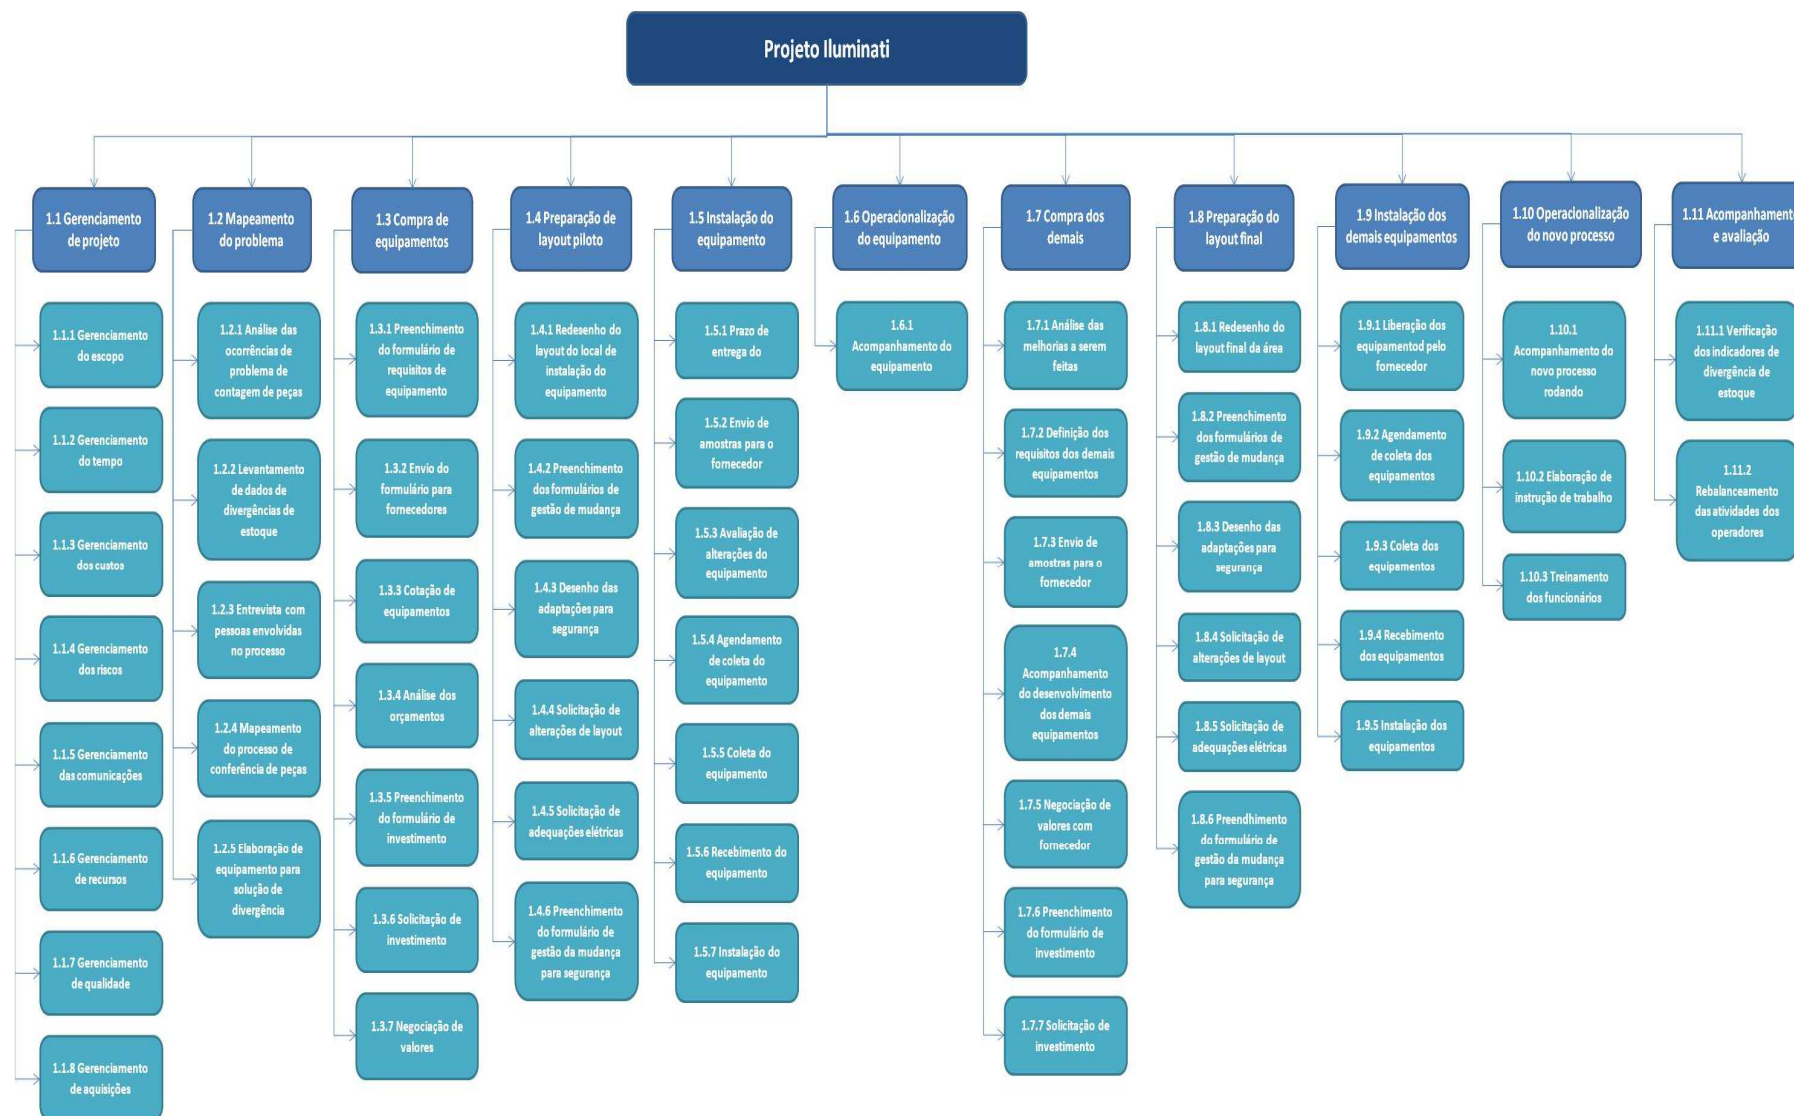 Projeto Iluminati
1.1 Gerenciamento
de projeto
1.1.1 Gerenciamento
do escopo
1.1.2 Gerenciamento
do tempo
1.1.3 Gerenciamento
dos custos
1.1.4 Gerenciamento
dos riscos
1.1.5 Gerenciamento
das comunicações
1.1.6 Gerenciamento
de recursos
1.1.7 Gerenciamento
de qualidade
1.1.8 Gerenciamento
de aquisições
1.2 Mapeamento
do problema
1.2.1 Análise das
ocorrências de
problema de
contagem de peças
1.2.2 Levantamento
de dados de
divergências de
estoque
1.2.3 Entrevista com
pessoas envolvidas
no processo
1.2.4 Mapeamento
do processo de
conferência de peças
1.2.5 Elaboração de
equipamento para
solução de
divergência
1.3 Compra de
equipamentos
1.3.1 Preenchimento
do formulário de
requisitos de
equipamento
1.3.2 Envio do
formulário para
fornecedores
1.3.3 Cotação de
equipamentos
1.3.4 Análise dos
orçamentos
1.3.5 Preenchimento
do formulário de
investimento
1.3.6 Solicitação de
investimento
1.3.7 Negociação de
valores
1.4 Preparação de
layout piloto
1.4.1 Redesenho do
layout do local de
instalação do
equipamento
1.4.2 Preenchimento
dos formulários de
gestão de mudança
1.4.3 Desenho das
adaptações para
segurança
1.4.4 Solicitação de
alterações de layout
1.4.5 Solicitação de
adequações elétricas
1.4.6 Preenchimento
do formulário de
gestão da mudança
para segurança
1.5 Instalação do
equipamento
1.5.1 Prazo de
entrega do
1.5.2 Envio de
amostras para o
fornecedor
1.5.3 Avaliação de
alterações do
equipamento
1.5.4 Agendamento
de coleta do
equipamento
1.5.5 Coleta do
equipamento
1.5.6 Recebimento do
equipamento
1.5.7 Instalação do
equipamento
1.6 Operacionalização
do equipamento
1.6.1
Acompanhamento do
equipamento
1.7 Compra dos
demais
1.7.1 Análise das
melhorias a serem
feitas
1.7.2 Definição dos
requisitos dos demais
equipamentos
1.7.3 Envio de
amostras para o
fornecedor
1.7.4
Acompanhamento
do desenvolvimento
dos demais
equipamentos
1.7.5 Negociação de
valores com
fornecedor
1.7.6 Preenchimento
do formulário de
investimento
1.7.7 Solicitação de
investimento
1.8 Preparação do
layout final
1.8.1 Redesenho do
layout final da área
1.8.2 Preenchimento
dos formulários de
gestão de mudança
1.8.3 Desenho das
adaptações para
segurança
1.8.4 Solicitação de
alterações de layout
1.8.5 Solicitação de
adequações elétricas
1.8.6 Preendhimento
do formulário de
gestão da mudança
para segurança
1.9 Instalação dos
demais equipamentos
1.9.1 Liberação dos
equipamentod pelo
fornecedor
1.9.2 Agendamento
de coleta dos
equipamentos
1.9.3 Coleta dos
equipamentos
1.9.4 Recebimento
dos equipamentos
1.9.5 Instalação dos
equipamentos
1.10 Operacionalização
do novo processo
1.10.1
Acompanhamento do
novo processo
rodando
1.10.2 Elaboração de
instrução de trabalho
1.10.3 Treinamento
dos funcionários
1.11 Acompanhamento
e avaliação
1.11.1 Verificação
dos indicadores de
divergência de
estoque
1.11.2
Rebalanceamento
das atividades dos
operadores